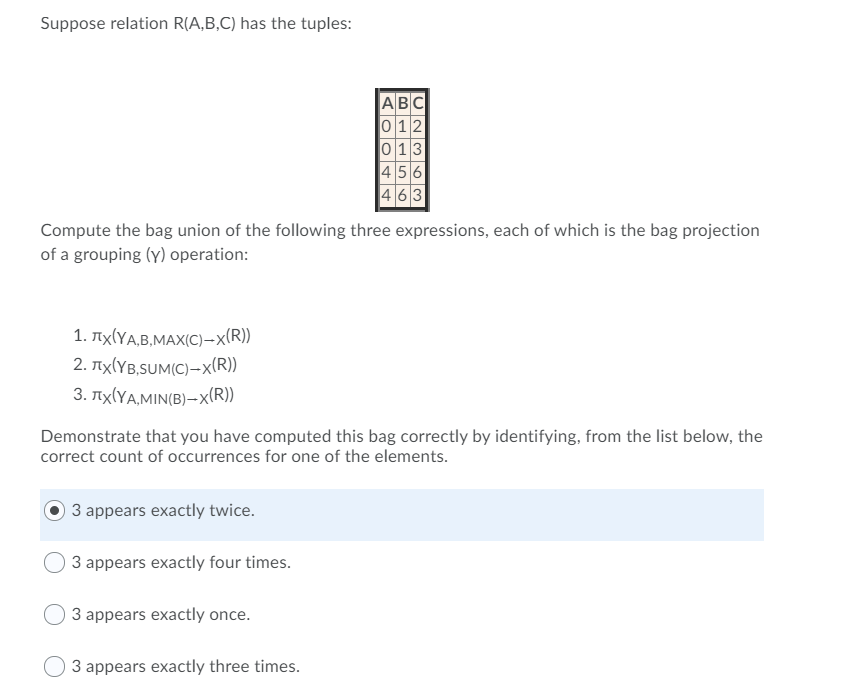 Suppose relation R(A,B,C) has the tuples:
A B C
0 1 2
0 1 3
4 5 6
4 6 3
Compute the bag union of the following three expressions, each of which is the bag projection
of a grouping (γ) operation:
1. πX(γA,B,MAX(C)→X(R))
2. πX(γB,SUM(C)→X(R))
3. πX(γA,MIN(B)→X(R))
Demonstrate that you have computed this bag correctly by identifying, from the list below, the
correct count of occurrences for one of the elements.
3 appears exactly twice.
3 appears exactly four times.
3 appears exactly once.
3 appears exactly three times.